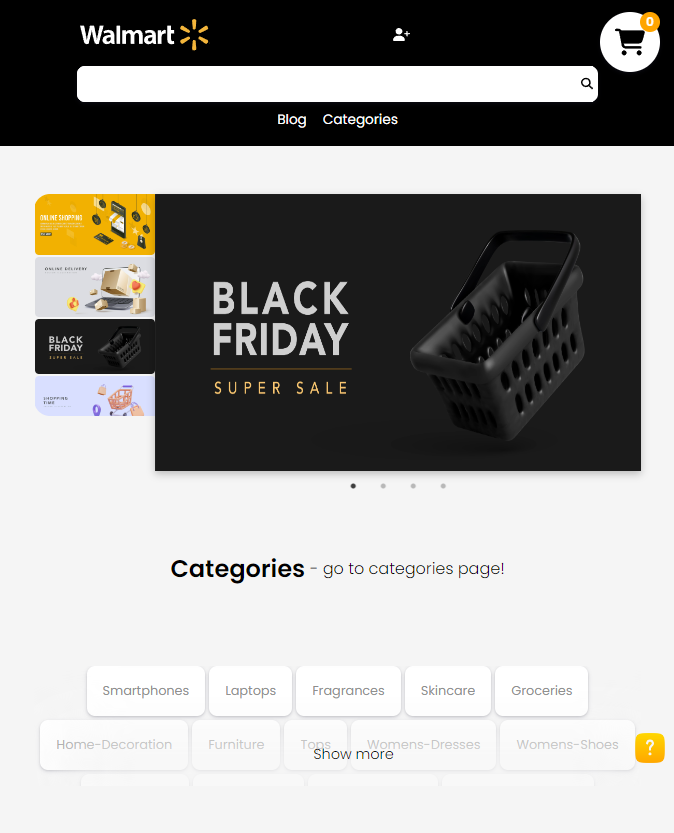 Walmart
0
Blog Categories
ONLINE SHOPPING
ONLINE DELIVERY
BLACK
FRIDAY
SUPER SALE
SHOPPING
TIME
BLACK
FRIDAY
SUPER SALE
Categories - go to categories page!
Smartphones Laptops Fragrances Skincare Groceries
Home-Decoration Furniture Tops Womens-Dresses Womens-Shoes
Show more
?